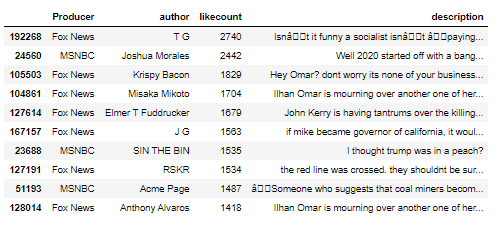 Producer author likecount description
192268 Fox News T G 2740 Isnâ t it funny a socialist isnâ t â paying...
24560 MSNBC Joshua Morales 2442 Well 2020 started off with a bang...
105503 Fox News Krispy Bacon 1829 Hey Omar? dont worry its none of your business...
104861 Fox News Misaka Mikoto 1704 Ilhan Omar is mourning over another one of her...
127614 Fox News Elmer T Fuddrucker 1679 John Kerry is having tantrums over the killing...
167157 Fox News J G 1563 if mike became governor of california, it woul...
23688 MSNBC SIN THE BIN 1535 I thought trump was in a peach?
127191 Fox News RSKR 1534 the red line was crossed. they shouldnt be sur...
51193 MSNBC Acme Page 1487 â Someone who suggests that coal miners becom...
128014 Fox News Anthony Alvaros 1418 Ilhan Omar is mourning over another one of her...